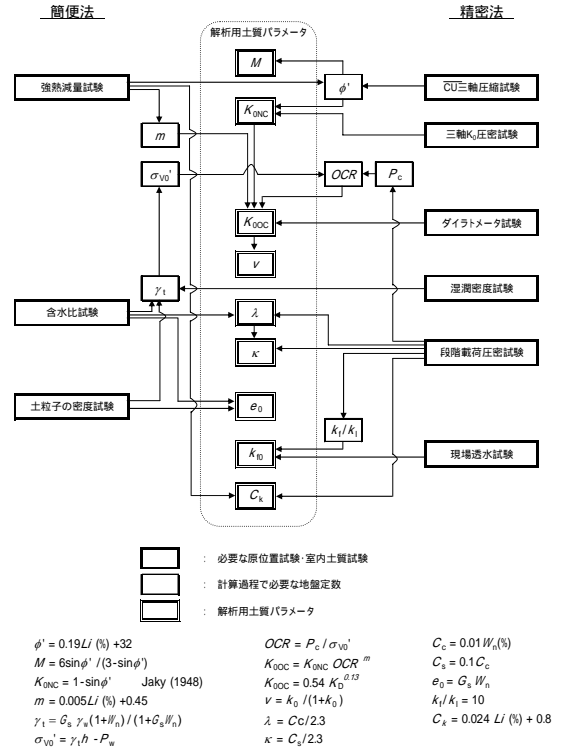 簡便法
精密法
解析用土質パラメータ
M
強熱減量試験
φ'
CU三軸圧縮試験
K0NC
三軸K0圧密試験
m
σV0'
OCR
Pc
K0OC
ダイラトメータ試験
ν
γt
湿潤密度試験
含水比試験
λ
κ
段階載荷圧密試験
土粒子の密度試験
e0
kf/kl
kf0
現場透水試験
Ck
: 必要な原位置試験・室内土質試験
: 計算過程で必要な地盤定数
: 解析用土質パラメータ
φ' = 0.19Li (%) +32
M = 6sinφ' /(3-sinφ')
K0NC = 1-sinφ' Jaky (1948)
m = 0.005Li (%) +0.45
γt = Gs γw(1+Wn) / (1+GsWn)
σV0' = γth - Pw
OCR = Pc / σV0'
K0OC = K0NC OCR m
K0OC = 0.54 KD 0.13
ν = k0 /(1+k0 )
λ = Cc/2.3
κ = Cs/2.3
Cc = 0.01Wn(%)
Cs = 0.1Cc
e0 = Gs Wn
kf/kl = 10
Ck = 0.024 Li (%) + 0.8